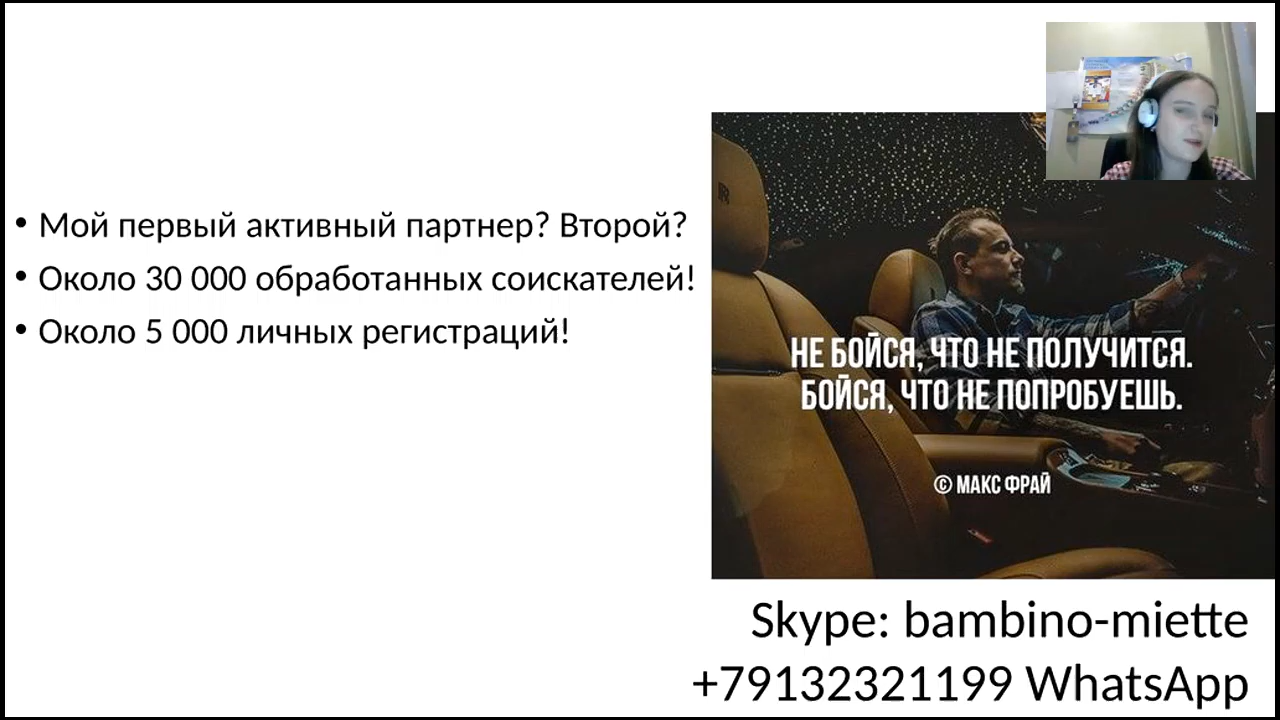 • Мой первый активный партнер? Второй?
• Около 30 000 обработанных соискателей!
• Около 5 000 личных регистраций!
НЕ БОЙСЯ, ЧТО НЕ ПОЛУЧИТСЯ.
БОЙСЯ, ЧТО НЕ ПОПРОБУЕШЬ.
© МАКС ФРАЙ
Skype: bambino-miette
+79132321199 WhatsApp